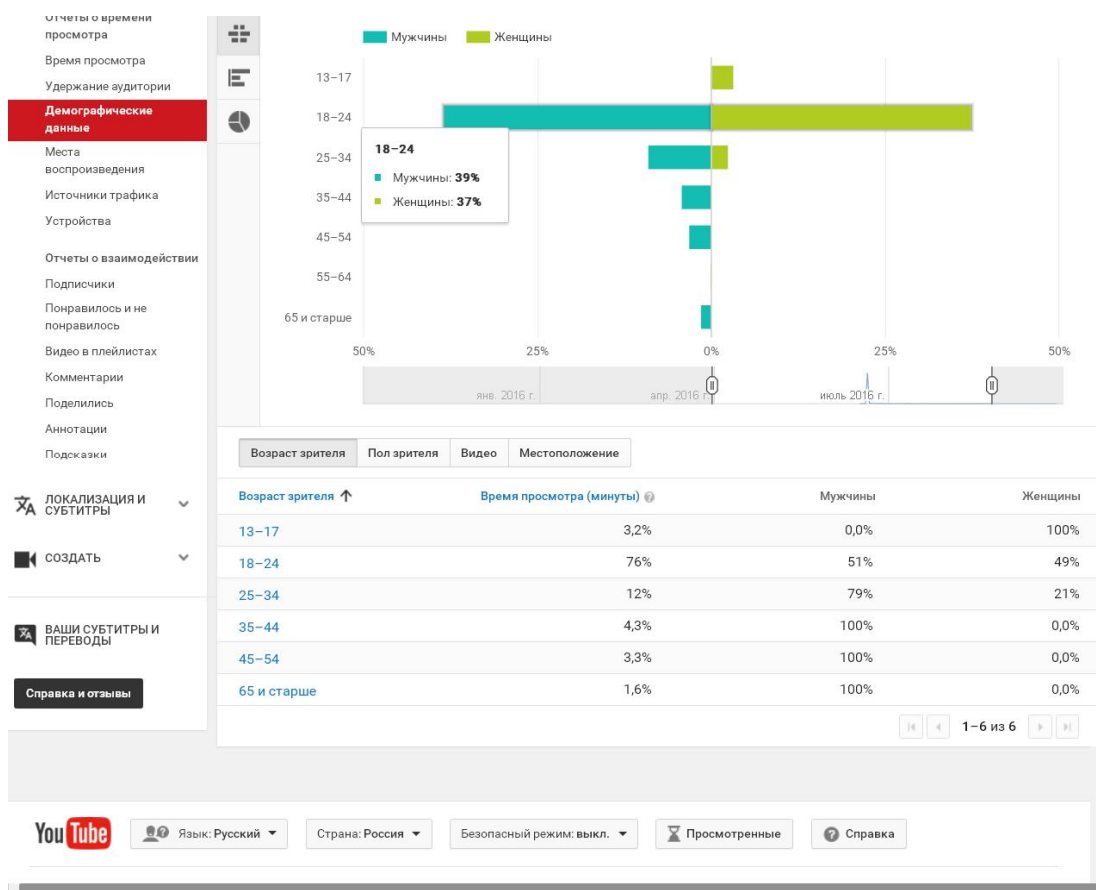 Отчеты о времени
просмотра
Время просмотра
Удержание аудитории
Демографические
данные
Места
воспроизведения
Источники трафика
Устройства
Отчеты о взаимодействии
Подписчики
Понравилось и не
понравилось
Видео в плейлистах
Комментарии
Поделились
Аннотации
Подсказки
ЛОКАЛИЗАЦИЯ И
СУБТИТРЫ
СОЗДАТЬ
ВАШИ СУБТИТРЫ И
ПЕРЕВОДЫ
Справка и отзывы
Мужчины Женщины
13–17
18–24
25–34
35–44
45–54
55–64
65 и старше
18–24
Мужчины: 39%
Женщины: 37%
50% 25% 0% 25% 50%
янв. 2016 г. апр. 2016 г. июль 2016 г.
Возраст зрителя Пол зрителя Видео Местоположение
Возраст зрителя ↑ Время просмотра (минуты) ? Мужчины Женщины
13–17 3,2% 0,0% 100%
18–24 76% 51% 49%
25–34 12% 79% 21%
35–44 4,3% 100% 0,0%
45–54 3,3% 100% 0,0%
65 и старше 1,6% 100% 0,0%
1–6 из 6
YouTube Язык: Русский Страна: Россия Безопасный режим: выкл. Просмотренные Справка